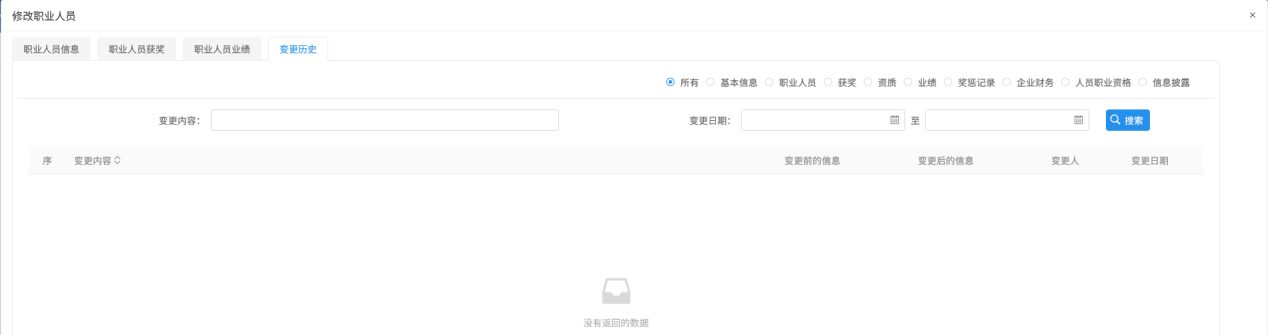 修改职业人员 ×
职业人员信息 职业人员获奖 职业人员业绩 变更历史
所有 基本信息 职业人员 获奖 资质 业绩 奖惩记录 企业财务 人员职业资格 信息披露
变更内容: 变更日期: 至 搜索
序 变更内容 变更前的信息 变更后的信息 变更人 变更日期
没有返回的数据